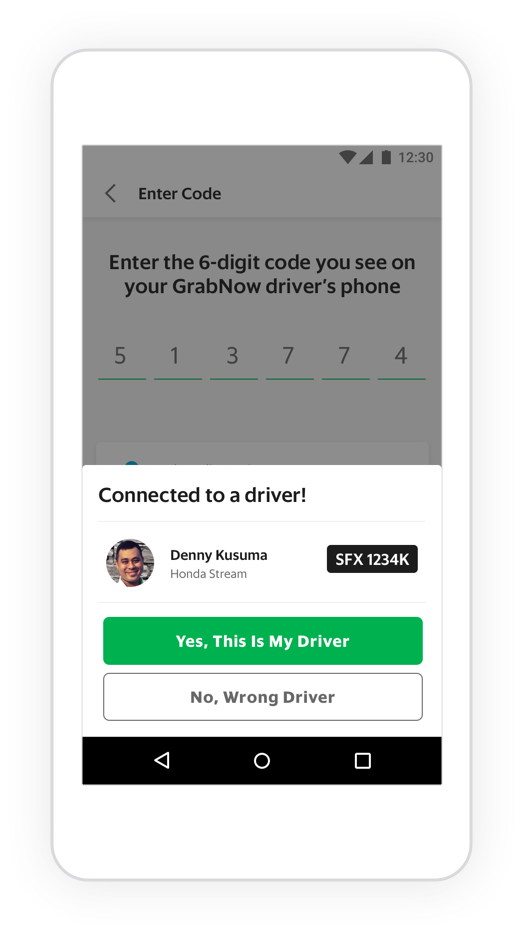 12:30
Enter Code
Enter the 6-digit code you see on
your GrabNow driver's phone
5 1 3 7 7 4
Connected to a driver!
Denny Kusuma
SFX 1234K
Honda Stream
Yes, This Is My Driver
No, Wrong Driver